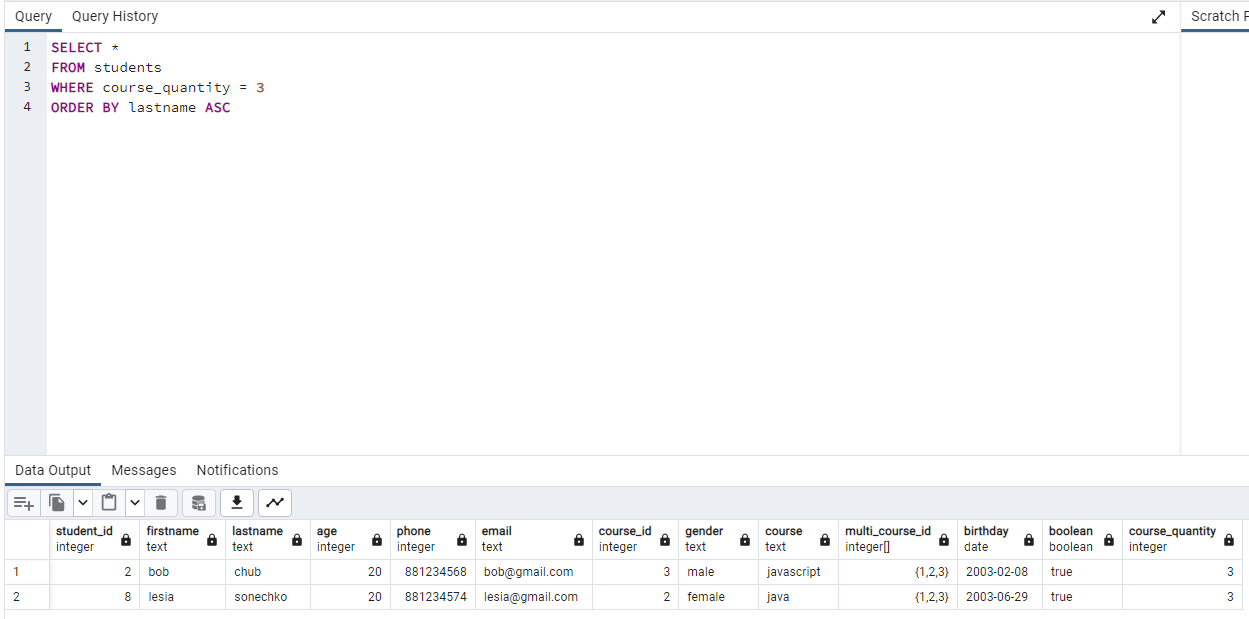 Query Query History Scratch P
1 SELECT *
2 FROM students
3 WHERE course_quantity = 3
4 ORDER BY lastname ASC
Data Output Messages Notifications
student_id firstname lastname age phone email course_id gender course multi_course_id birthday boolean course_quantity
integer text text integer integer text integer text text integer[] date boolean integer
1 2 bob chub 20 881234568 bob@gmail.com 3 male javascript {1,2,3} 2003-02-08 true 3
2 8 lesia sonechko 20 881234574 lesia@gmail.com 2 female java {1,2,3} 2003-06-29 true 3